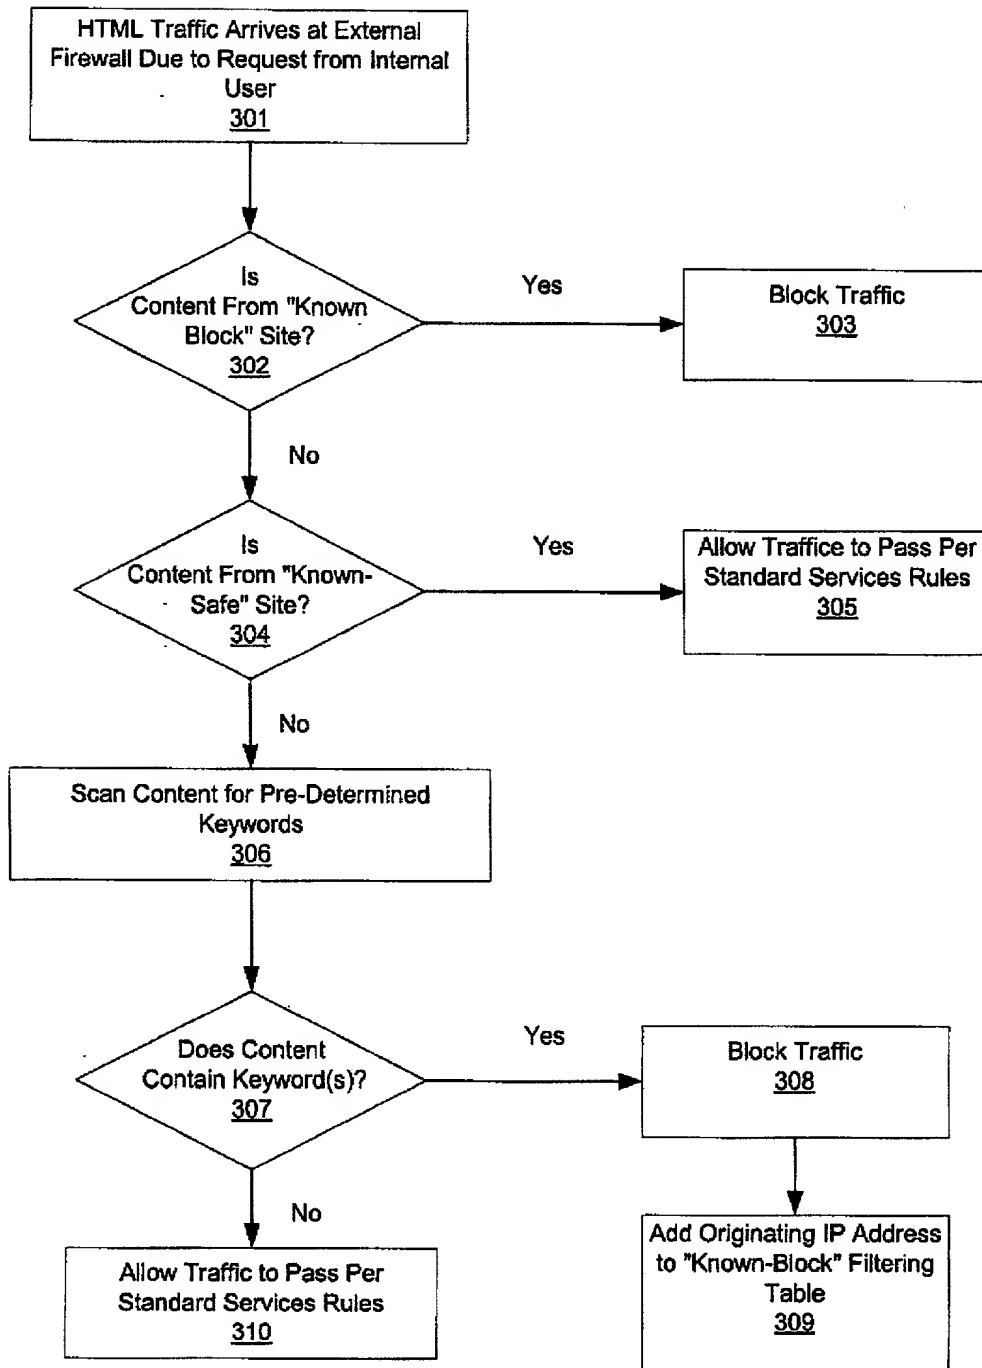 HTML Traffic Arrives at External
Firewall Due to Request from Internal
User
301
Is
Content From "Known
Block" Site?
302
Yes
Block Traffic
303
No
Is
Content From "Known-
Safe" Site?
304
Yes
Allow Traffice to Pass Per
Standard Services Rules
305
No
Scan Content for Pre-Determined
Keywords
306
Does Content
Contain Keyword(s)?
307
Yes
Block Traffic
308
No
Allow Traffic to Pass Per
Standard Services Rules
310
Add Originating IP Address
to "Known-Block" Filtering
Table
309